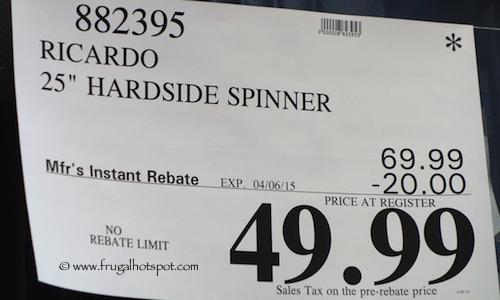 882395
*
RICARDO
25" HARDSIDE SPINNER
69.99
Mfr's Instant Rebate EXP. 04/06/15 -20.00
PRICE AT REGISTER
NO
REBATE LIMIT
49.99
© www.frugalhotspot.com
Sales Tax on the pre-rebate price